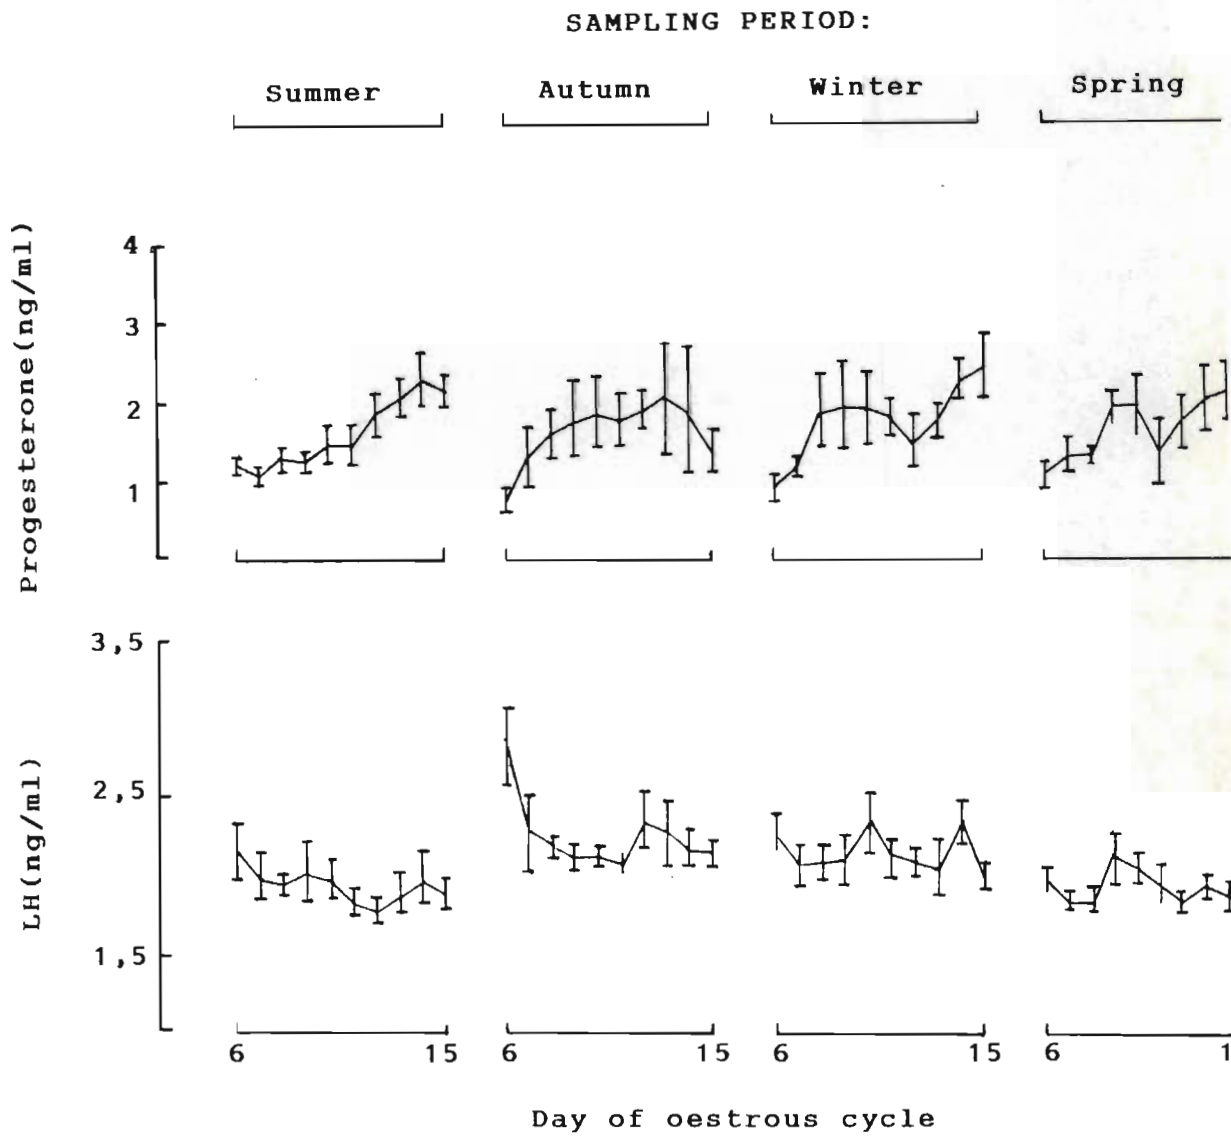 SAMPLING PERIOD:
Summer Autumn Winter Spring
Progesterone(ng/ml)
4
3
2
1
LH(ng/ml)
3,5
2,5
1,5
6 15 6 15 6 15 6 1
Day of oestrous cycle